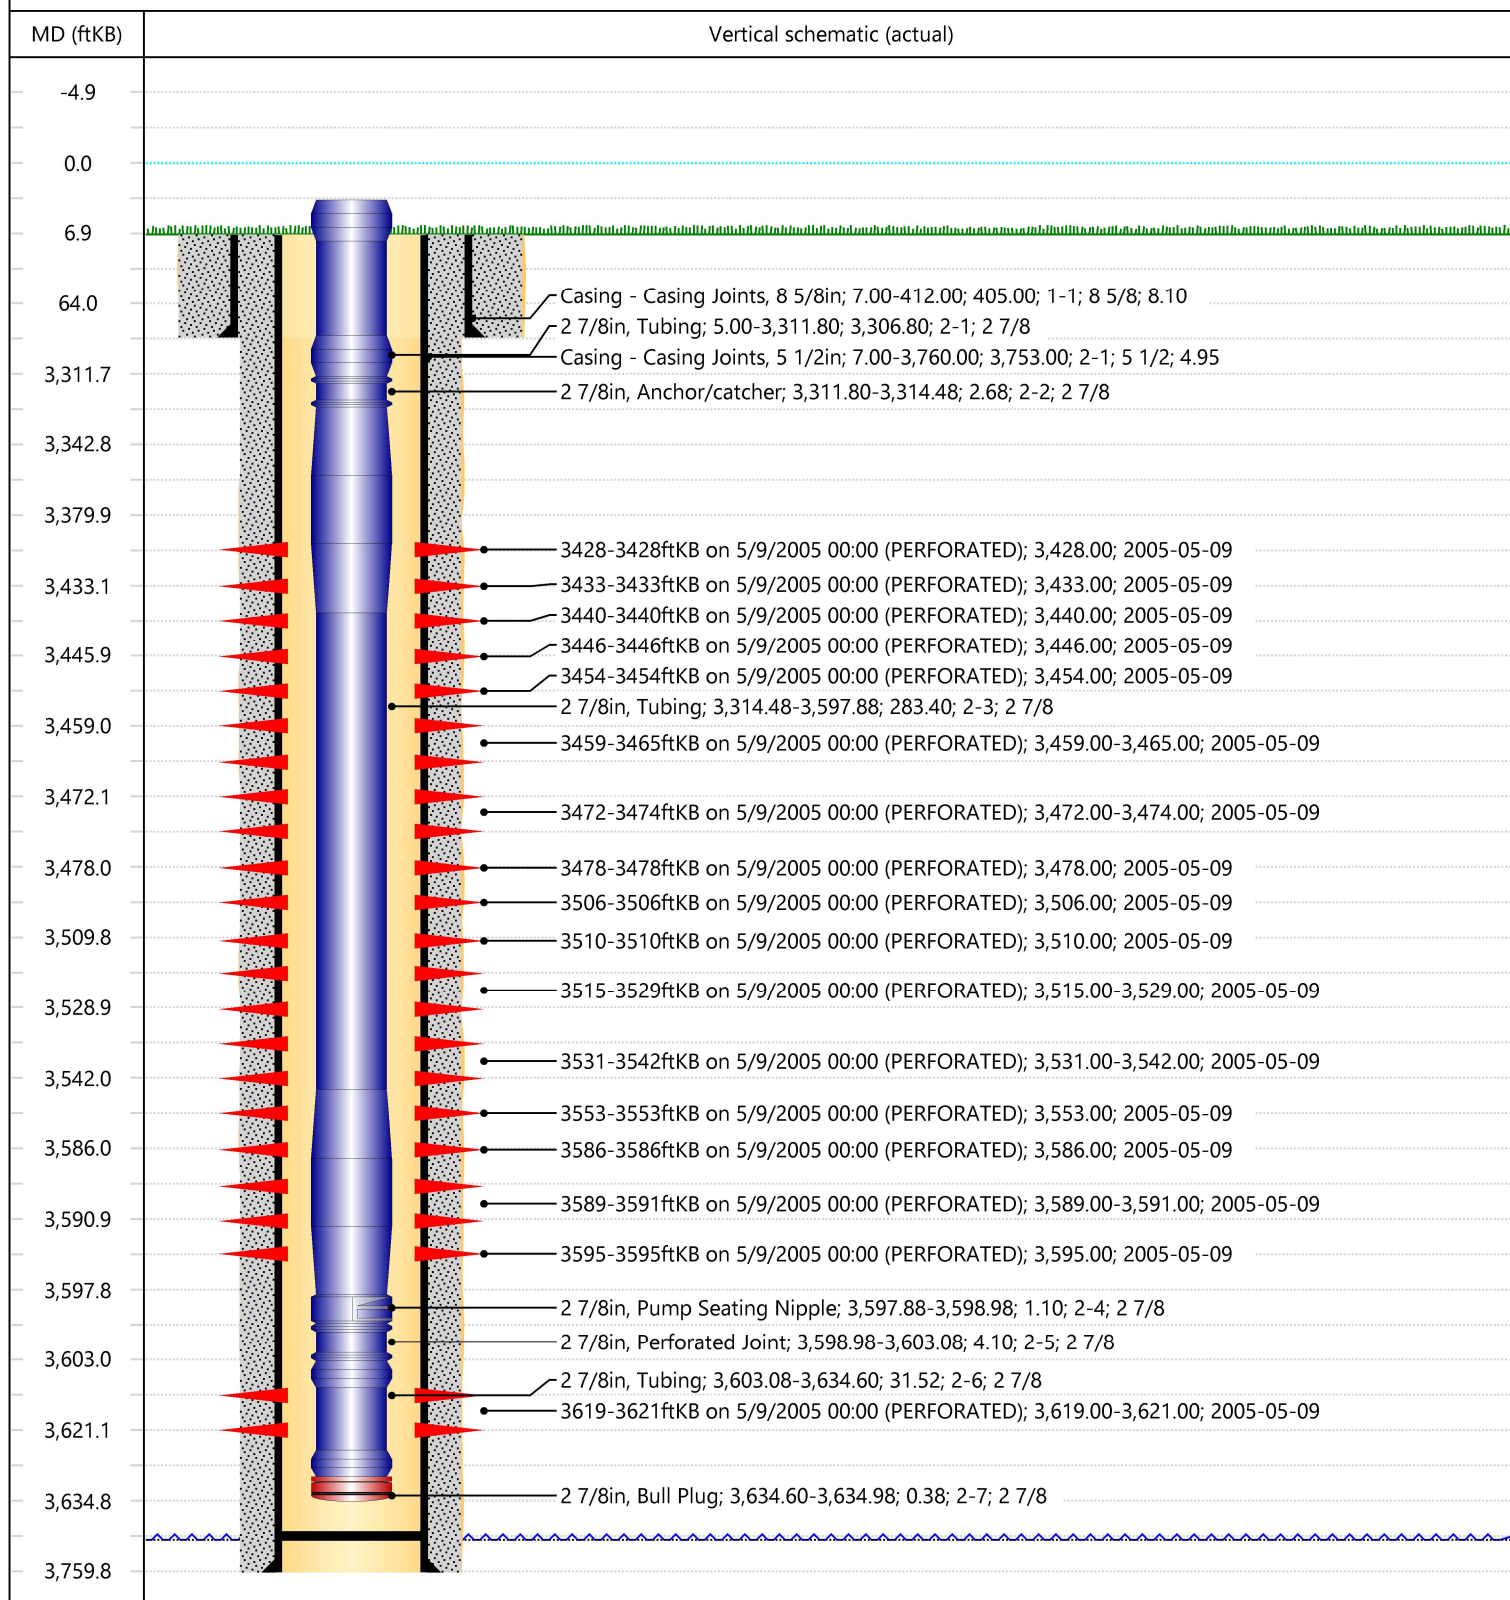 MD (ftKB)
Vertical schematic (actual)
-4.9
0.0
6.9
64.0
Casing - Casing Joints, 8 5/8in; 7.00-412.00; 405.00; 1-1; 8 5/8; 8.10
2 7/8in, Tubing; 5.00-3,311.80; 3,306.80; 2-1; 2 7/8
Casing - Casing Joints, 5 1/2in; 7.00-3,760.00; 3,753.00; 2-1; 5 1/2; 4.95
3,311.7
2 7/8in, Anchor/catcher; 3,311.80-3,314.48; 2.68; 2-2; 2 7/8
3,342.8
3,379.9
3428-3428ftKB on 5/9/2005 00:00 (PERFORATED); 3,428.00; 2005-05-09
3,433.1
3433-3433ftKB on 5/9/2005 00:00 (PERFORATED); 3,433.00; 2005-05-09
3440-3440ftKB on 5/9/2005 00:00 (PERFORATED); 3,440.00; 2005-05-09
3,445.9
3446-3446ftKB on 5/9/2005 00:00 (PERFORATED); 3,446.00; 2005-05-09
3454-3454ftKB on 5/9/2005 00:00 (PERFORATED); 3,454.00; 2005-05-09
2 7/8in, Tubing; 3,314.48-3,597.88; 283.40; 2-3; 2 7/8
3,459.0
3459-3465ftKB on 5/9/2005 00:00 (PERFORATED); 3,459.00-3,465.00; 2005-05-09
3,472.1
3472-3474ftKB on 5/9/2005 00:00 (PERFORATED); 3,472.00-3,474.00; 2005-05-09
3,478.0
3478-3478ftKB on 5/9/2005 00:00 (PERFORATED); 3,478.00; 2005-05-09
3506-3506ftKB on 5/9/2005 00:00 (PERFORATED); 3,506.00; 2005-05-09
3,509.8
3510-3510ftKB on 5/9/2005 00:00 (PERFORATED); 3,510.00; 2005-05-09
3515-3529ftKB on 5/9/2005 00:00 (PERFORATED); 3,515.00-3,529.00; 2005-05-09
3,528.9
3531-3542ftKB on 5/9/2005 00:00 (PERFORATED); 3,531.00-3,542.00; 2005-05-09
3,542.0
3553-3553ftKB on 5/9/2005 00:00 (PERFORATED); 3,553.00; 2005-05-09
3,586.0
3586-3586ftKB on 5/9/2005 00:00 (PERFORATED); 3,586.00; 2005-05-09
3589-3591ftKB on 5/9/2005 00:00 (PERFORATED); 3,589.00-3,591.00; 2005-05-09
3,590.9
3595-3595ftKB on 5/9/2005 00:00 (PERFORATED); 3,595.00; 2005-05-09
3,597.8
2 7/8in, Pump Seating Nipple; 3,597.88-3,598.98; 1.10; 2-4; 2 7/8
2 7/8in, Perforated Joint; 3,598.98-3,603.08; 4.10; 2-5; 2 7/8
3,603.0
2 7/8in, Tubing; 3,603.08-3,634.60; 31.52; 2-6; 2 7/8
3619-3621ftKB on 5/9/2005 00:00 (PERFORATED); 3,619.00-3,621.00; 2005-05-09
3,621.1
2 7/8in, Bull Plug; 3,634.60-3,634.98; 0.38; 2-7; 2 7/8
3,634.8
3,759.8